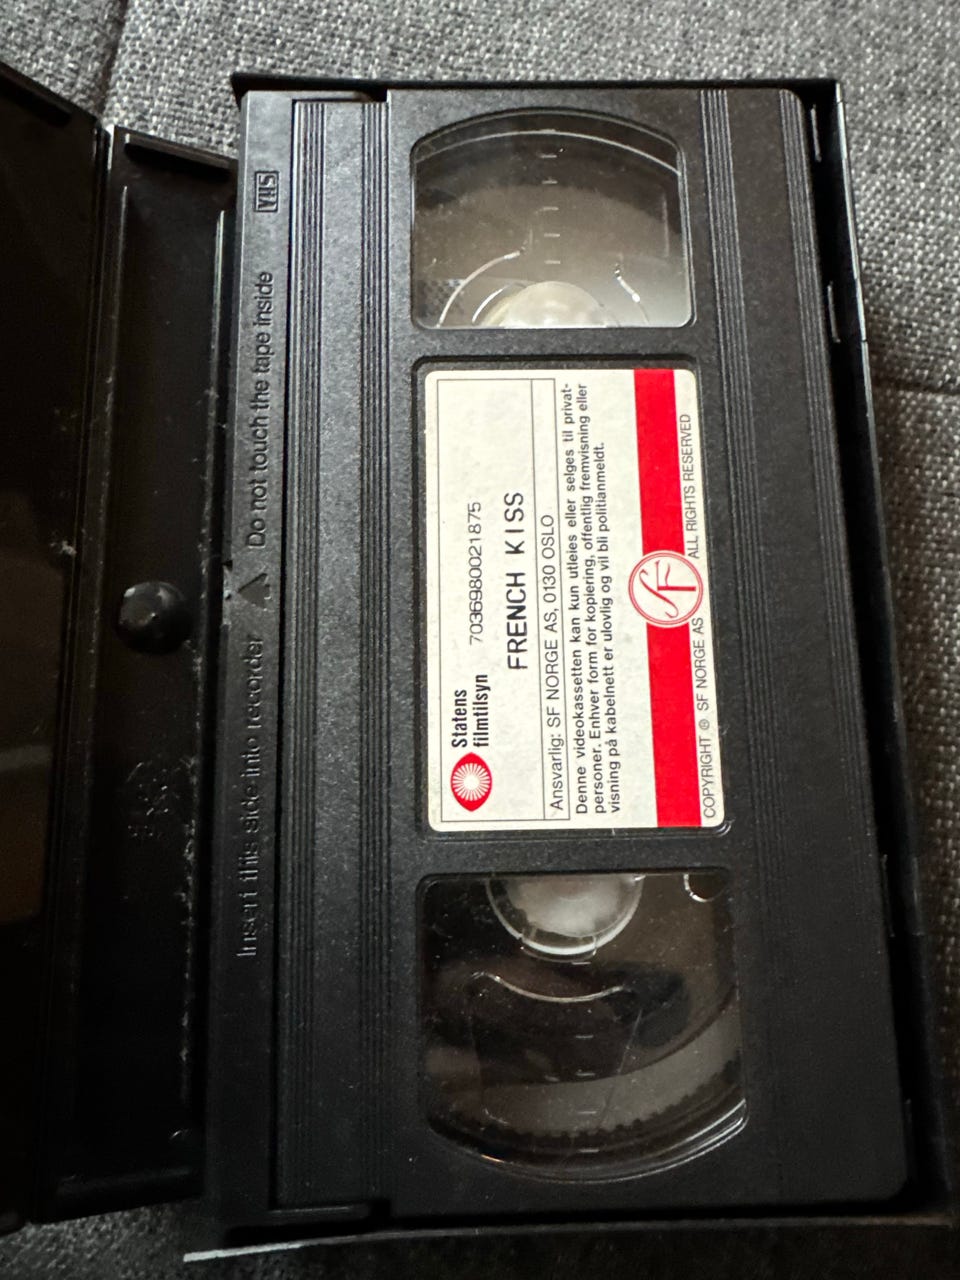 Insert this side into recorder
Do not touch the tape inside
VHS
Statens
filmtilsyn
7036980021875
FRENCH KISS
Ansvarlig: SF NORGE AS, 0130 OSLO
Denne videokassetten kan kun utleies eller selges til privat-
personer. Enhver form for kopiering, offentlig fremvisning eller
visning på kabelnett er ulovlig og vil bli politianmeldt.
SF
COPYRIGHT ® SF NORGE AS ALL RIGHTS RESERVED